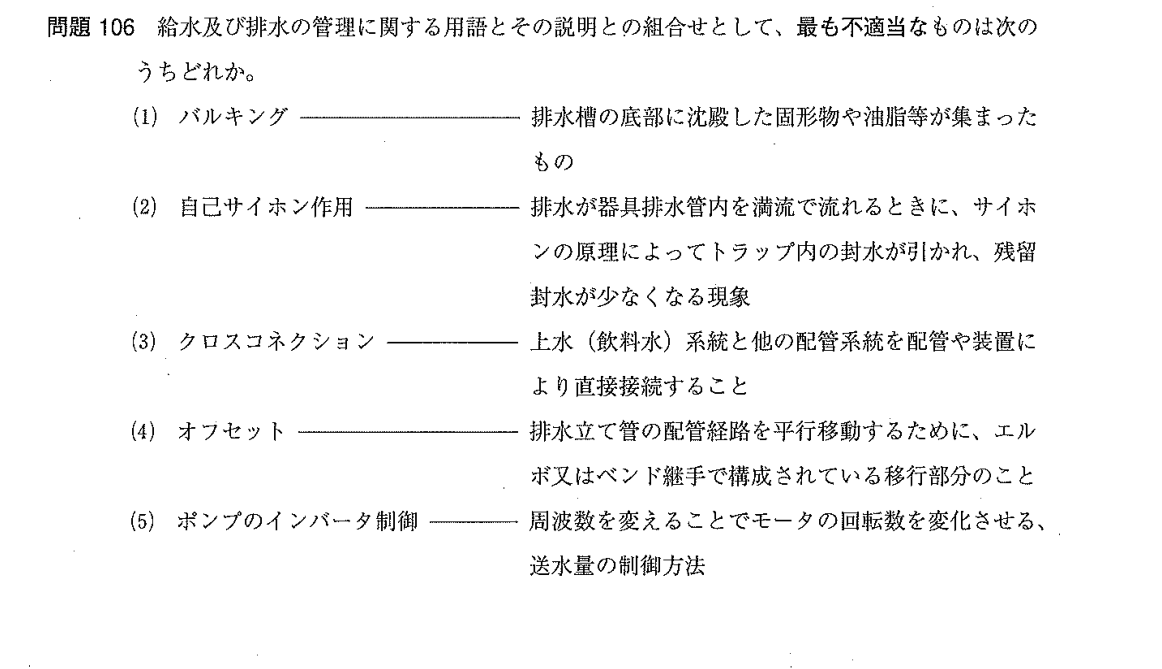 問題 106 給水及び排水の管理に関する用語とその説明との組合せとして、最も不適当なものは次の
うちどれか。
(1) バルキング ――――― 排水槽の底部に沈殿した固形物や油脂等が集まった
もの
(2) 自己サイホン作用 ――――― 排水が器具排水管内を満流で流れるときに、サイホ
ンの原理によってトラップ内の封水が引かれ、残留
封水が少なくなる現象
(3) クロスコネクション ――――― 上水（飲料水）系統と他の配管系統を配管や装置に
より直接接続すること
(4) オフセット ――――― 排水立て管の配管経路を平行移動するために、エル
ボ又はベンド継手で構成されている移行部分のこと
(5) ポンプのインバータ制御 ――――― 周波数を変えることでモータの回転数を変化させる、
送水量の制御方法